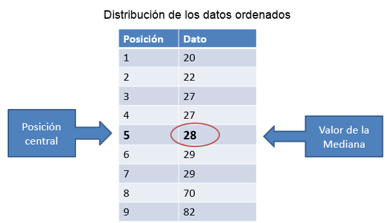 Distribución de los datos ordenados
Posición Dato
1 20
2 22
3 27
4 27
Posición central
5 28
Valor de la Mediana
6 29
7 29
8 70
9 82